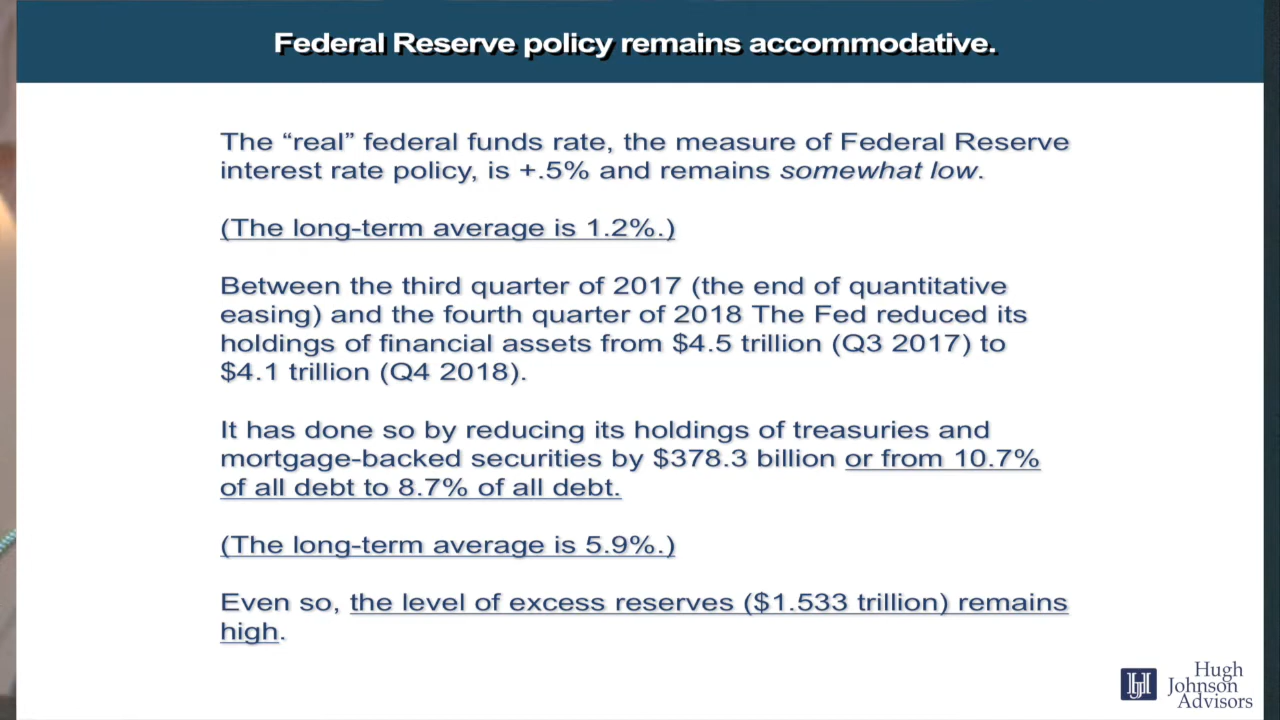 Federal Reserve policy remains accommodative.
The “real” federal funds rate, the measure of Federal Reserve
interest rate policy, is +.5% and remains somewhat low.
(The long-term average is 1.2%.)
Between the third quarter of 2017 (the end of quantitative
easing) and the fourth quarter of 2018 The Fed reduced its
holdings of financial assets from $4.5 trillion (Q3 2017) to
$4.1 trillion (Q4 2018).
It has done so by reducing its holdings of treasuries and
mortgage-backed securities by $378.3 billion or from 10.7%
of all debt to 8.7% of all debt.
(The long-term average is 5.9%.)
Even so, the level of excess reserves ($1.533 trillion) remains
high.
Hugh
Johnson
Advisors